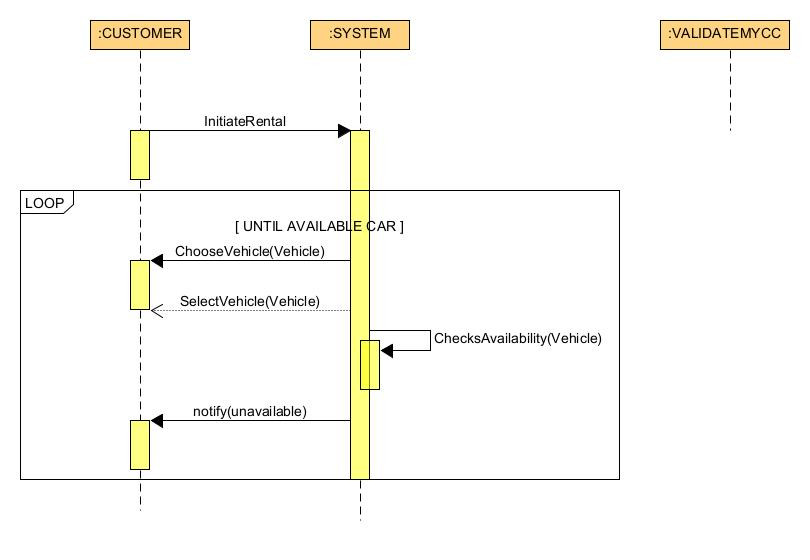 :CUSTOMER
:SYSTEM
:VALIDATEMYCC
InitiateRental
LOOP
[ UNTIL AVAILABLE CAR ]
ChooseVehicle(Vehicle)
SelectVehicle(Vehicle)
ChecksAvailability(Vehicle)
notify(unavailable)